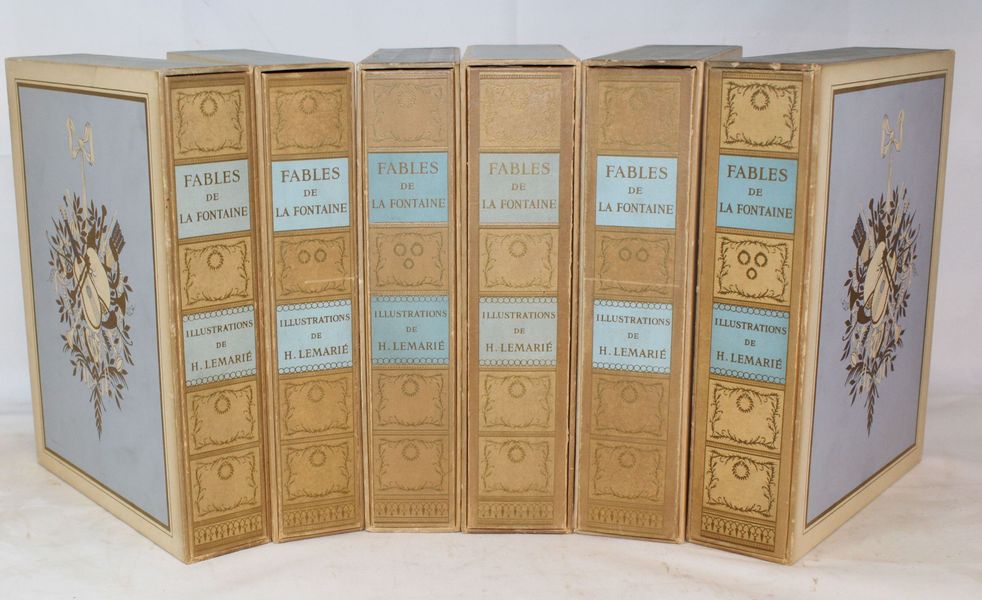 FABLES
DE
LA FONTAINE
ILLUSTRATIONS
DE
H. LEMARIÉ
FABLES
DE
LA FONTAINE
ILLUSTRATIONS
DE
H. LEMARIÉ
FABLES
DE
LA FONTAINE
ILLUSTRATIONS
DE
H. LEMARIÉ
FABLES
DE
LA FONTAINE
ILLUSTRATIONS
DE
H. LEMARIÉ
FABLES
DE
LA FONTAINE
ILLUSTRATIONS
DE
H. LEMARIÉ
FABLES
DE
LA FONTAINE
ILLUSTRATIONS
DE
H. LEMARIÉ